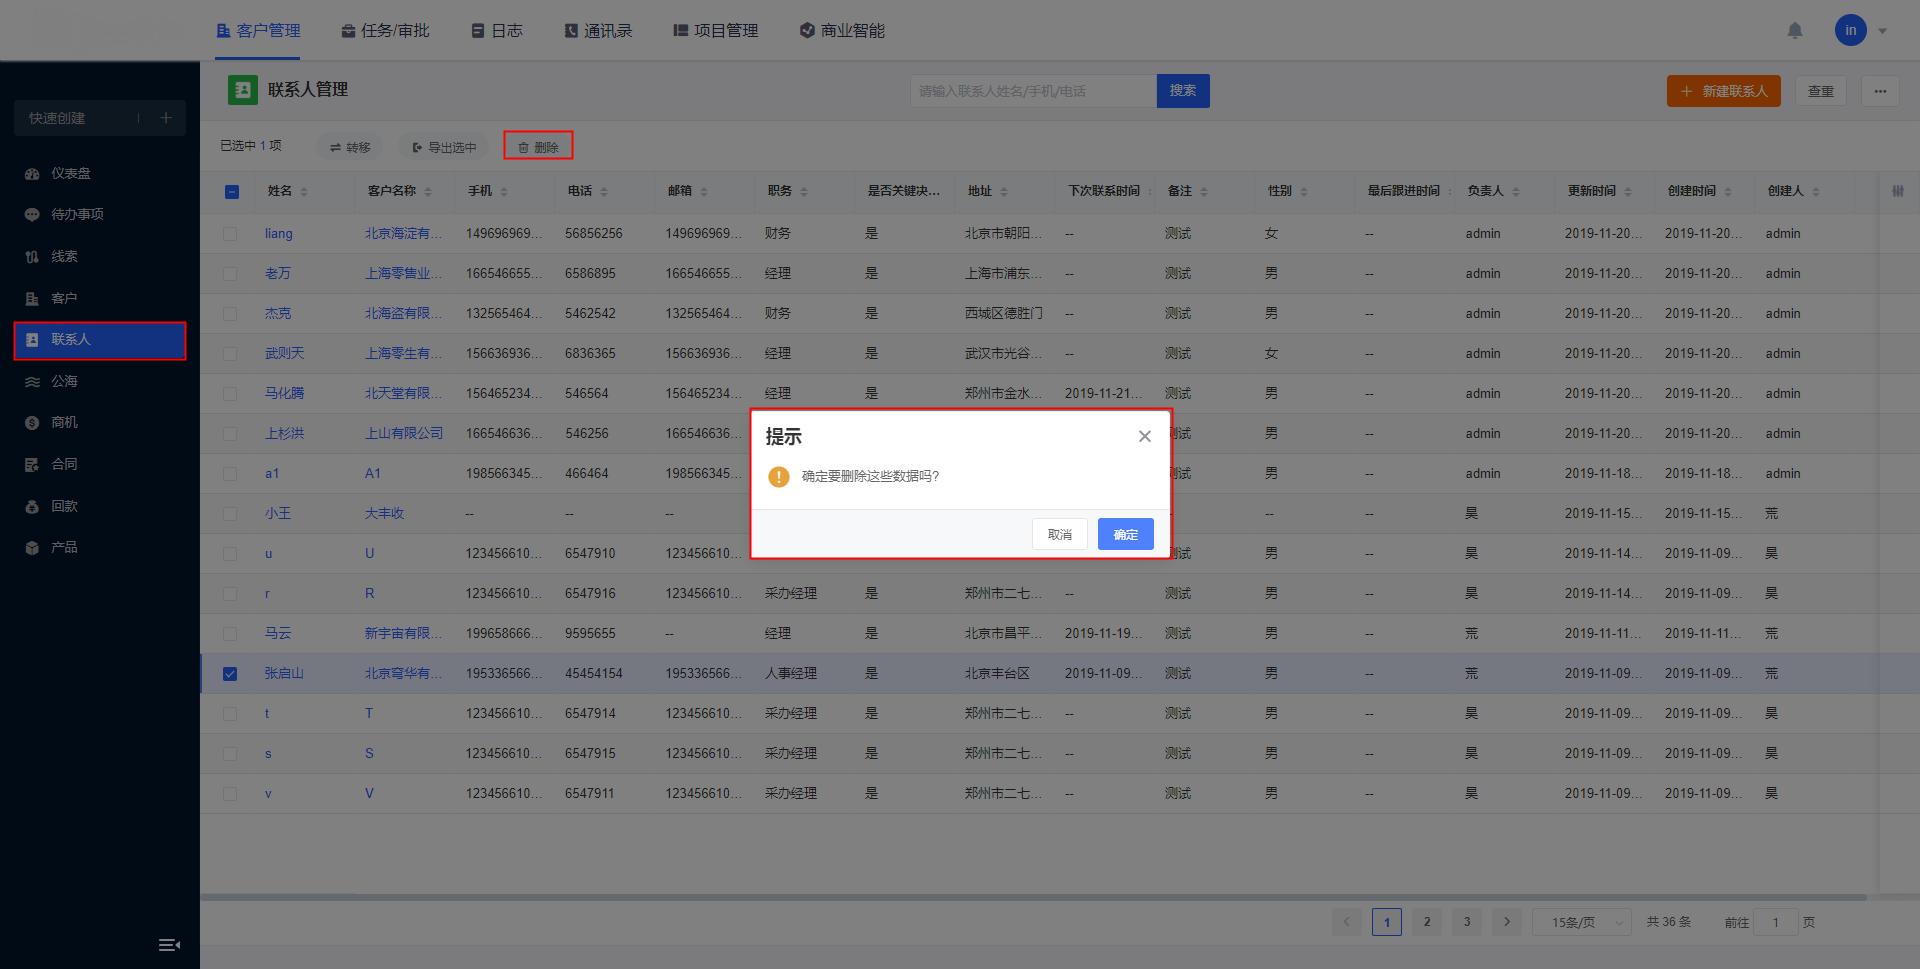 客户管理 任务/审批 日志 通讯录 项目管理 商业智能 in
联系人管理 请输入联系人姓名/手机/电话 搜索 新建联系人 查重
快速创建
仪表盘
待办事项
线索
客户
联系人
公海
商机
合同
回款
产品
已选中 1 项 转移 导出选中 删除
姓名 客户名称 手机 电话 邮箱 职务 是否关键决... 地址 下次联系时间 备注 性别 最后跟进时间 负责人 更新时间 创建时间 创建人
liang 北京海淀有... 149696969... 56856256 149696969... 财务 是 北京市朝阳... -- 测试 女 -- admin 2019-11-20... 2019-11-20... admin
老万 上海零售业... 166546655... 6586895 166546655... 经理 是 上海市浦东... -- 测试 男 -- admin 2019-11-20... 2019-11-20... admin
杰克 北海盗有限... 132565464... 5462542 132565464... 财务 是 西城区德胜门 -- 测试 男 -- admin 2019-11-20... 2019-11-20... admin
武则天 上海零生有... 156636936... 6836365 156636936... 经理 是 武汉市光谷... -- 测试 女 -- admin 2019-11-20... 2019-11-20... admin
马化腾 北天堂有限... 156465234... 546564 156465234... 经理 是 郑州市金水... 2019-11-21... 测试 男 -- admin 2019-11-20... 2019-11-20... admin
上杉洪 上山有限公司 166546636... 546256 166546636... 测试 男 -- admin 2019-11-20... 2019-11-20... admin
a1 A1 198566345... 466464 198566345... 测试 男 -- admin 2019-11-18... 2019-11-18... admin
小王 大丰收 -- -- -- -- -- 昊 2019-11-15... 2019-11-15... 荒
u U 123456610... 6547910 123456610... 测试 男 -- 昊 2019-11-14... 2019-11-09... 昊
r R 123456610... 6547916 123456610... 采办经理 是 郑州市二七... -- 测试 男 -- 昊 2019-11-14... 2019-11-09... 昊
马云 新宇宙有限... 199658666... 9595655 -- 经理 是 北京市昌平... 2019-11-19... 测试 男 -- 荒 2019-11-11... 2019-11-11... 荒
张启山 北京穹华有... 195336566... 45454154 195336566... 人事经理 是 北京丰台区 2019-11-09... 测试 男 -- 荒 2019-11-09... 2019-11-09... 荒
t T 123456610... 6547914 123456610... 采办经理 是 郑州市二七... -- 测试 男 -- 昊 2019-11-09... 2019-11-09... 昊
s S 123456610... 6547915 123456610... 采办经理 是 郑州市二七... -- 测试 男 -- 昊 2019-11-09... 2019-11-09... 昊
v V 123456610... 6547911 123456610... 采办经理 是 郑州市二七... -- 测试 男 -- 昊 2019-11-09... 2019-11-09... 昊
提示
确定要删除这些数据吗?
取消 确定
1 2 3 15条/页 共 36 条 前往 1 页